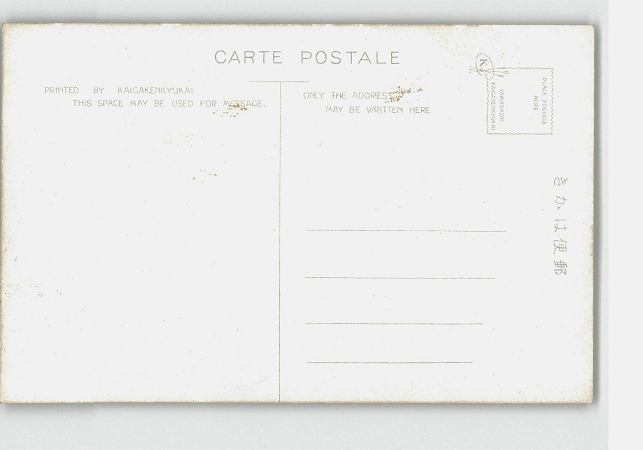 CARTE POSTALE
PRINTED BY KAIGAKENKYUKAI
THIS SPACE MAY BE USED FOR MESSAGE.
ONLY THE ADDRESS
MAY BE WRITTEN HERE
K
PLACE POSTAGE
HERE
KAIGAKENKYUKAI
きかは便郵